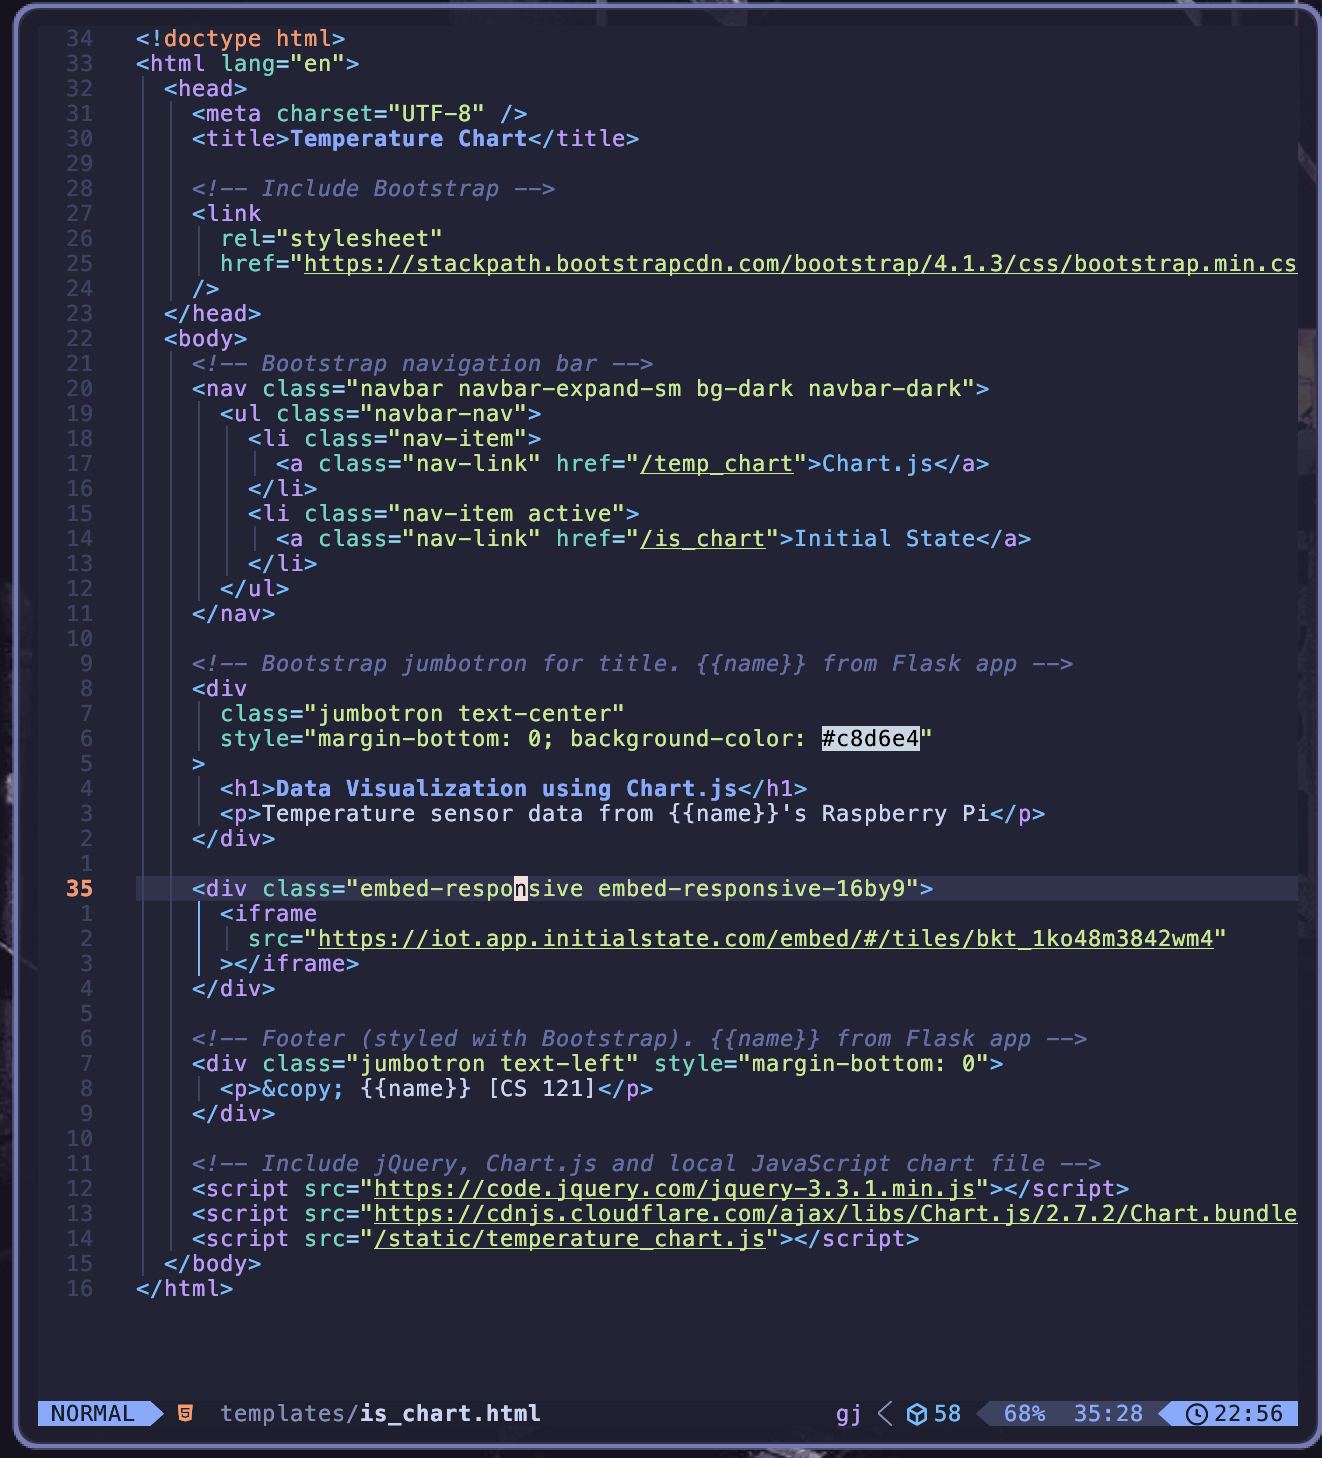 34 <!doctype html>
33 <html lang="en">
32 <head>
31 <meta charset="UTF-8" />
30 <title>Temperature Chart</title>
29
28 <!-- Include Bootstrap -->
27 <link
26 rel="stylesheet"
25 href="https://stackpath.bootstrapcdn.com/bootstrap/4.1.3/css/bootstrap.min.cs
24 />
23 </head>
22 <body>
21 <!-- Bootstrap navigation bar -->
20 <nav class="navbar navbar-expand-sm bg-dark navbar-dark">
19 <ul class="navbar-nav">
18 <li class="nav-item">
17 <a class="nav-link" href="/temp_chart">Chart.js</a>
16 </li>
15 <li class="nav-item active">
14 <a class="nav-link" href="/is_chart">Initial State</a>
13 </li>
12 </ul>
11 </nav>
10
9 <!-- Bootstrap jumbotron for title. {{name}} from Flask app -->
8 <div
7 class="jumbotron text-center"
6 style="margin-bottom: 0; background-color: #c8d6e4"
5 >
4 <h1>Data Visualization using Chart.js</h1>
3 <p>Temperature sensor data from {{name}}'s Raspberry Pi</p>
2 </div>
1
35 <div class="embed-responsive embed-responsive-16by9">
1 <iframe
2 src="https://iot.app.initialstate.com/embed/#/tiles/bkt_1ko48m3842wm4"
3 ></iframe>
4 </div>
5
6 <!-- Footer (styled with Bootstrap). {{name}} from Flask app -->
7 <div class="jumbotron text-left" style="margin-bottom: 0">
8 <p>&copy; {{name}} [CS 121]</p>
9 </div>
10
11 <!-- Include jQuery, Chart.js and local JavaScript chart file -->
12 <script src="https://code.jquery.com/jquery-3.3.1.min.js"></script>
13 <script src="https://cdnjs.cloudflare.com/ajax/libs/Chart.js/2.7.2/Chart.bundle
14 <script src="/static/temperature_chart.js"></script>
15 </body>
16 </html>
NORMAL templates/is_chart.html gj 58 68% 35:28 22:56